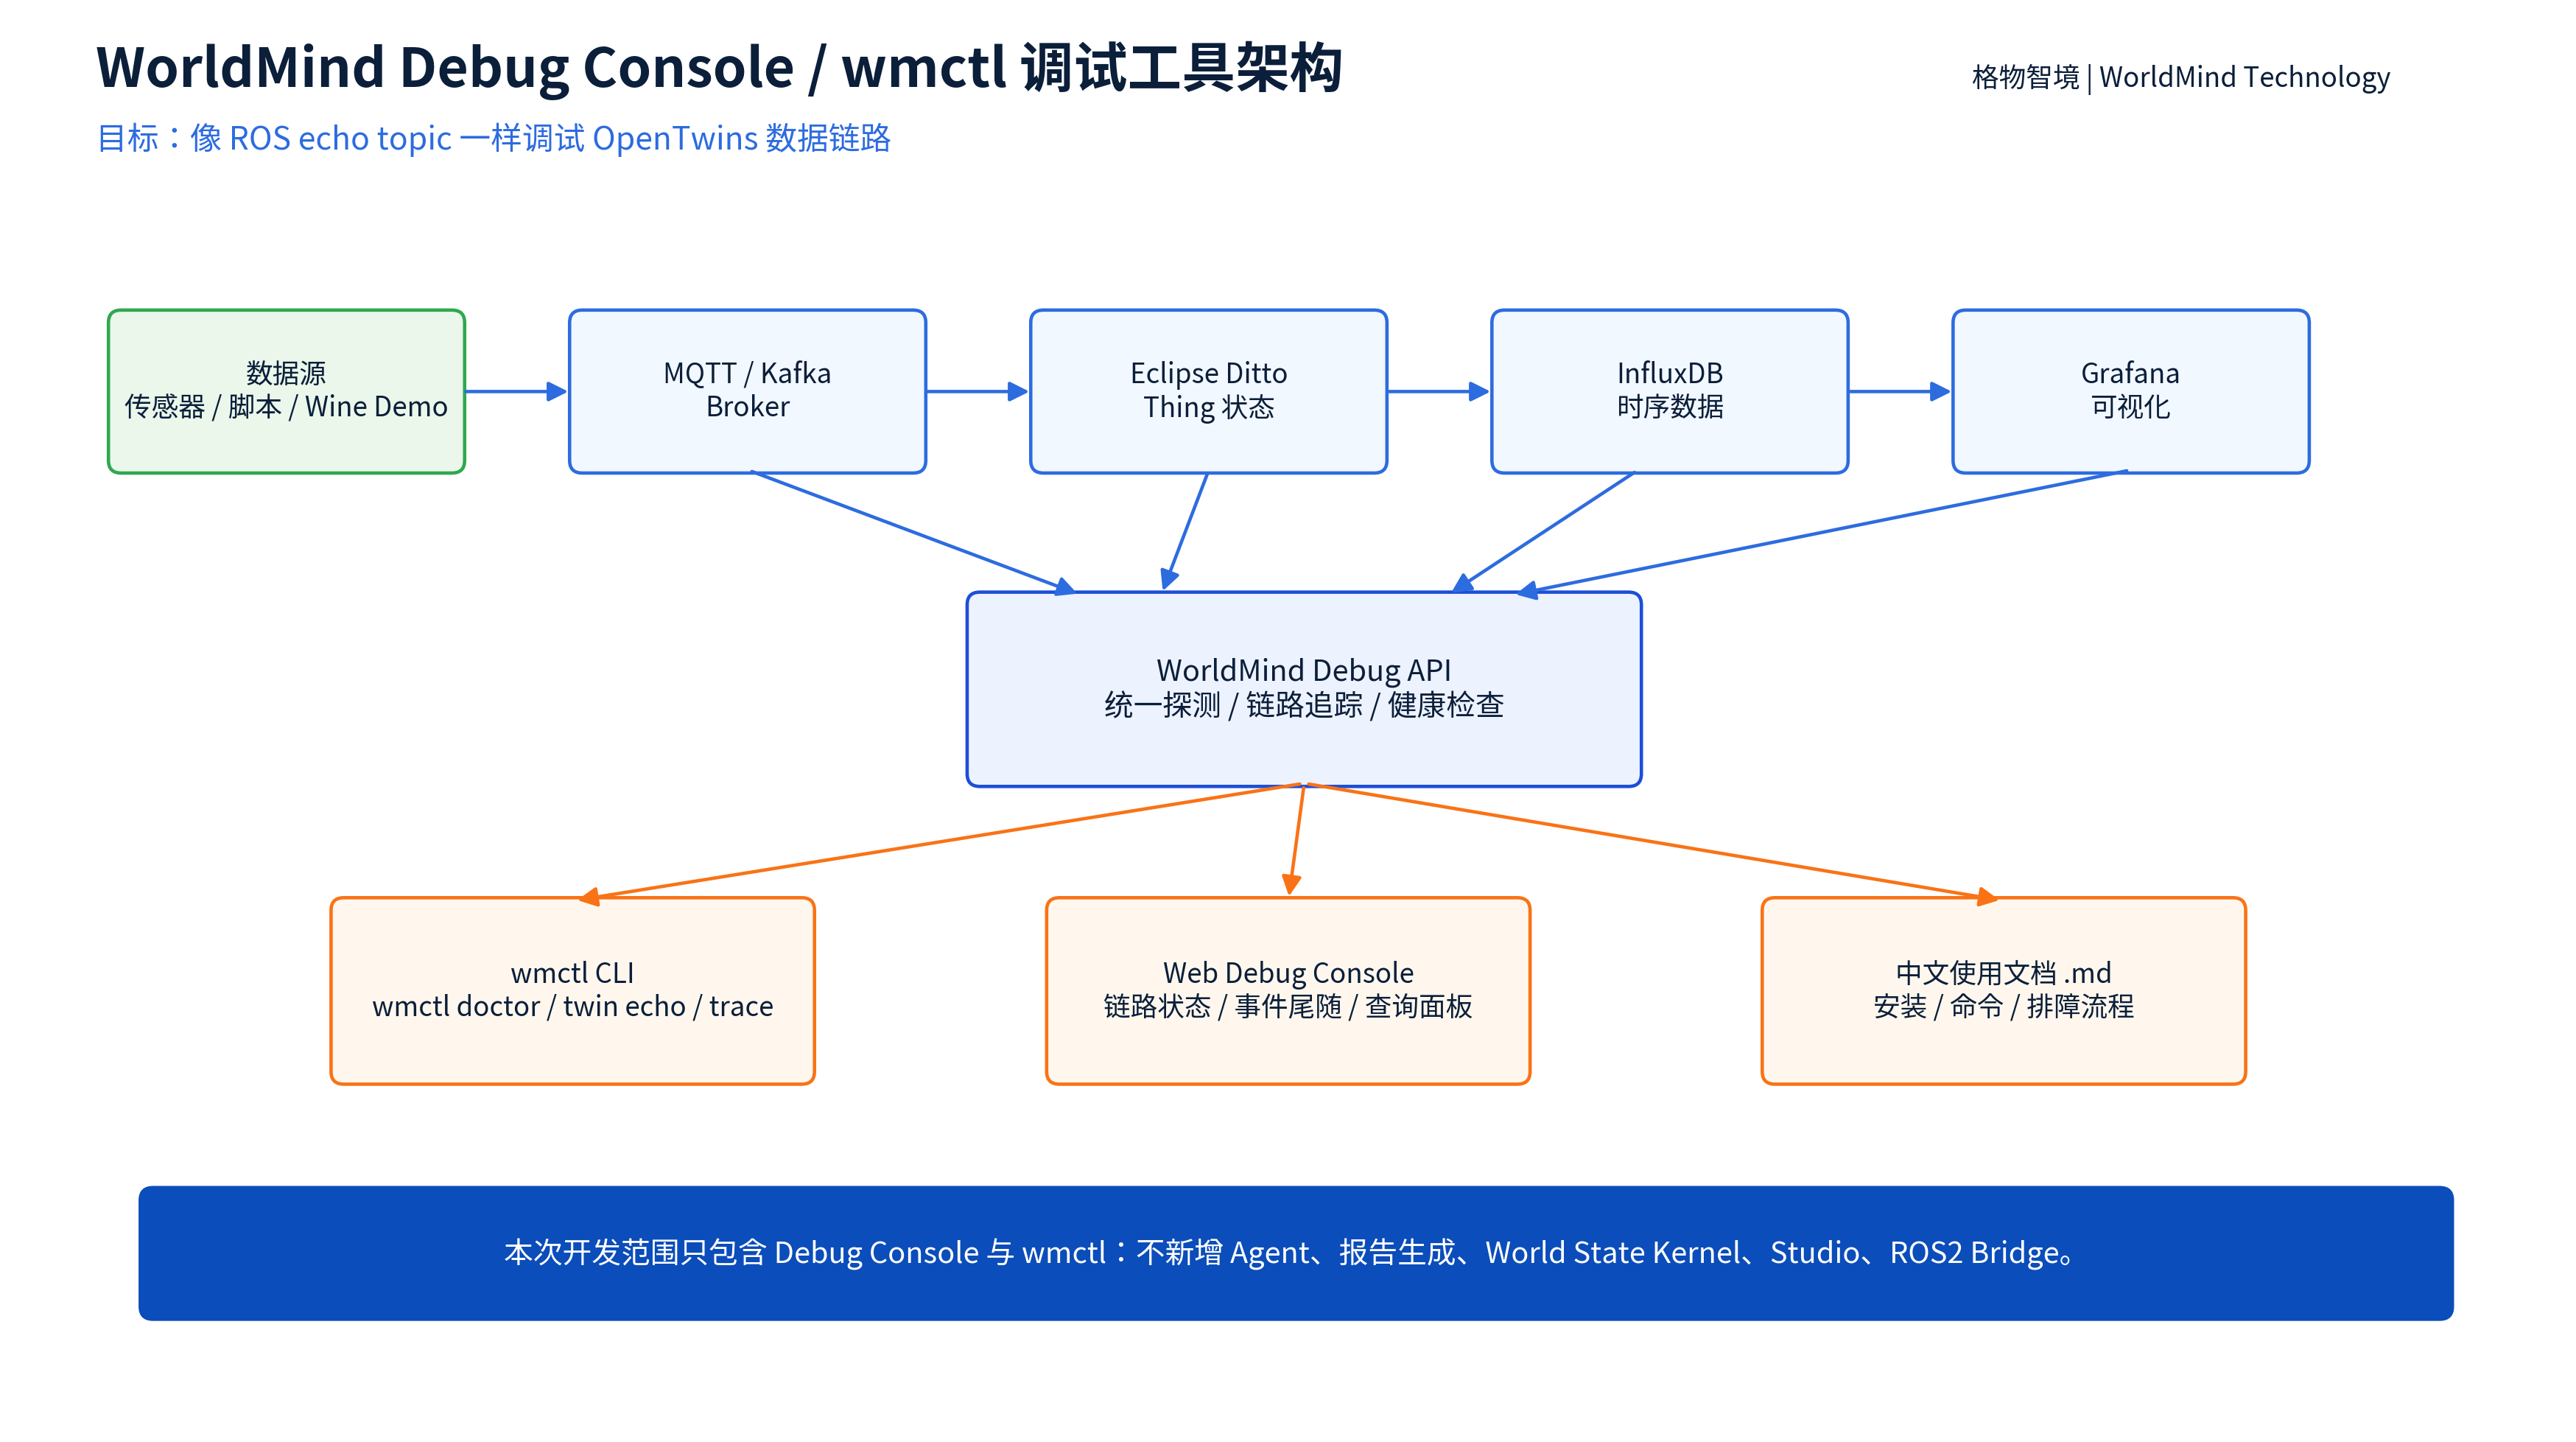 WorldMind Debug Console / wmctl 调试工具架构
格物智境 | WorldMind Technology
目标：像 ROS echo topic 一样调试 OpenTwins 数据链路
数据源
传感器 / 脚本 / Wine Demo
MQTT / Kafka
Broker
Eclipse Ditto
Thing 状态
InfluxDB
时序数据
Grafana
可视化
WorldMind Debug API
统一探测 / 链路追踪 / 健康检查
wmctl CLI
wmctl doctor / twin echo / trace
Web Debug Console
链路状态 / 事件尾随 / 查询面板
中文使用文档 .md
安装 / 命令 / 排障流程
本次开发范围只包含 Debug Console 与 wmctl：不新增 Agent、报告生成、World State Kernel、Studio、ROS2 Bridge。